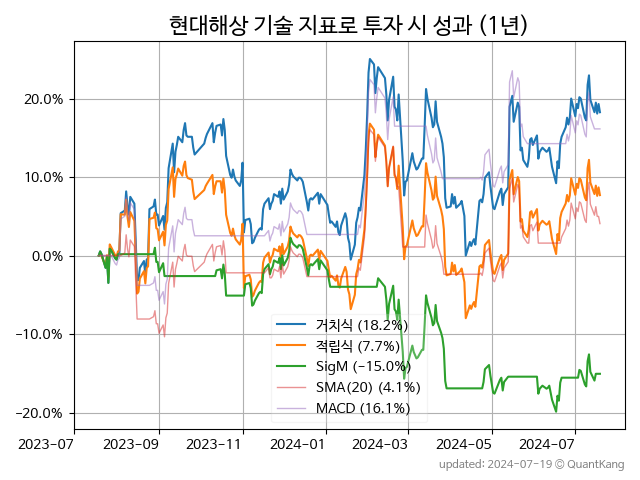 현대해상 기술 지표로 투자 시 성과 (1년)
20.0%
10.0%
0.0%
−10.0%
−20.0%
거치식 (18.2%)
적립식 (7.7%)
SigM (−15.0%)
SMA(20) (4.1%)
MACD (16.1%)
2023-07 2023-09 2023-11 2024-01 2024-03 2024-05 2024-07
updated: 2024-07-19 © QuantKang